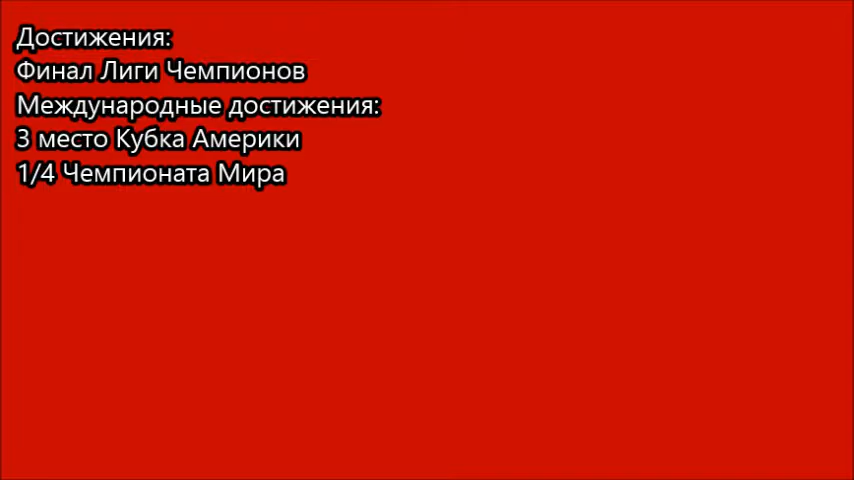 Достижения:
Финал Лиги Чемпионов
Международные достижения:
3 место Кубка Америки
1/4 Чемпионата Мира